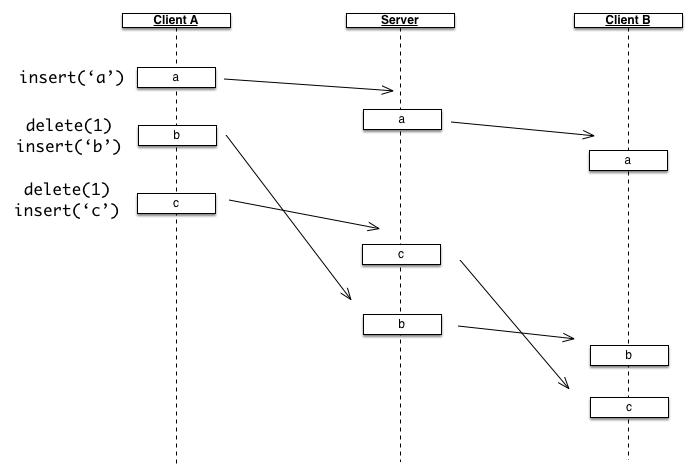 Client A
Server
Client B
insert(‘a’)
a
a
delete(1)
insert(‘b’)
b
a
delete(1)
insert(‘c’)
c
c
b
b
c